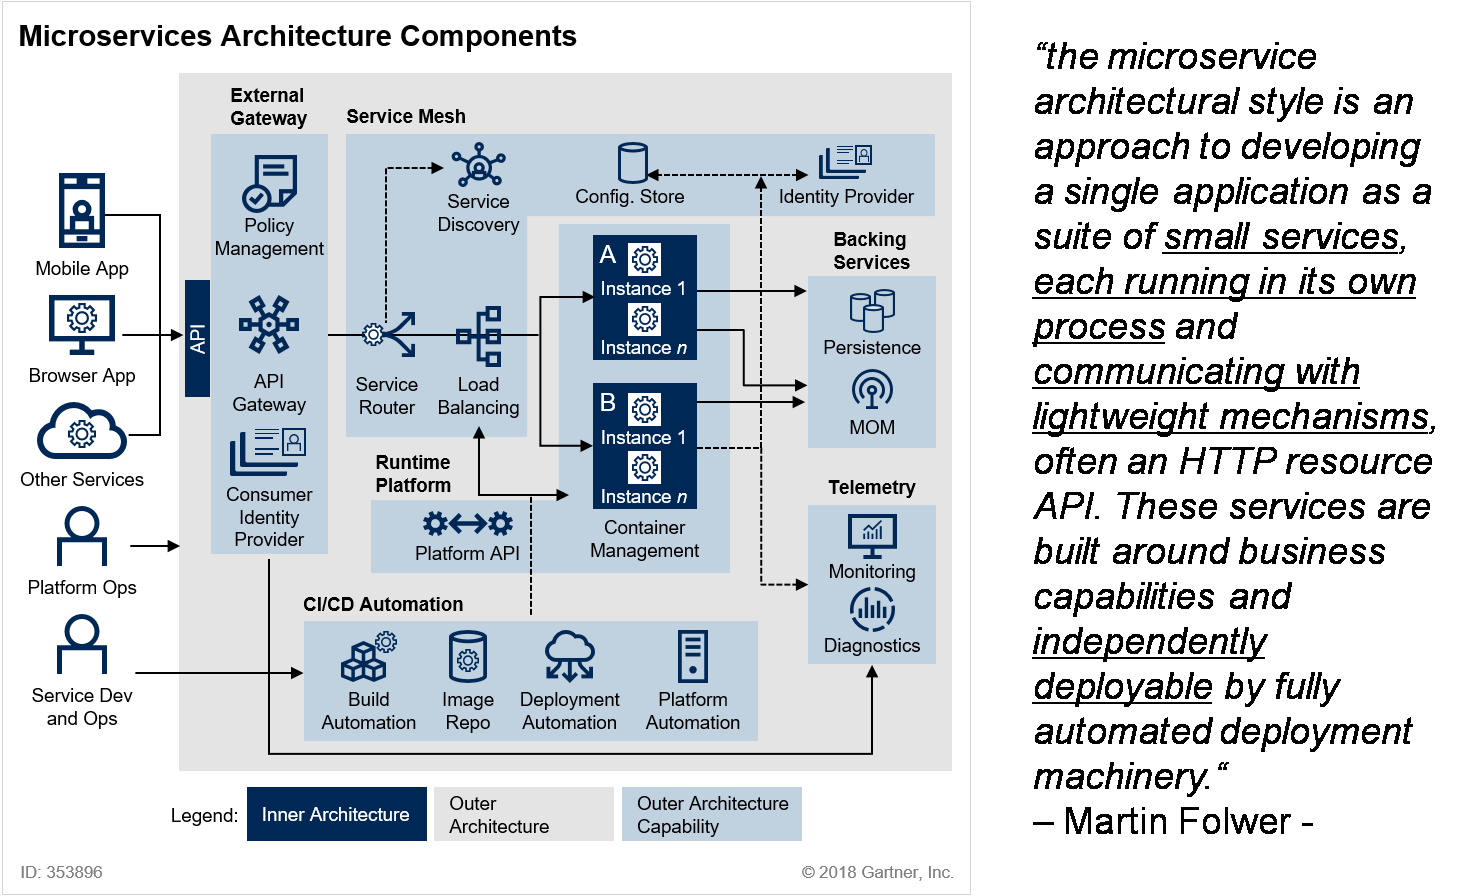 Microservices Architecture Components
External
Gateway
Service Mesh
Policy
Management
API
API
Gateway
Consumer
Identity
Provider
Mobile App
Browser App
Other Services
Platform Ops
Service Dev
and Ops
Service
Discovery
Config. Store
Identity Provider
Service
Router
Load
Balancing
A
Instance 1
Instance n
B
Instance 1
Instance n
Container
Management
Backing
Services
Persistence
MOM
Runtime
Platform
Platform API
Telemetry
Monitoring
Diagnostics
CI/CD Automation
Build
Automation
Image
Repo
Deployment
Automation
Platform
Automation
Legend:
Inner Architecture
Outer
Architecture
Outer Architecture
Capability
ID: 353896
© 2018 Gartner, Inc.
“the microservice
architectural style is an
approach to developing
a single application as a
suite of small services,
each running in its own
process and
communicating with
lightweight mechanisms,
often an HTTP resource
API. These services are
built around business
capabilities and
independently
deployable by fully
automated deployment
machinery.“
– Martin Folwer -